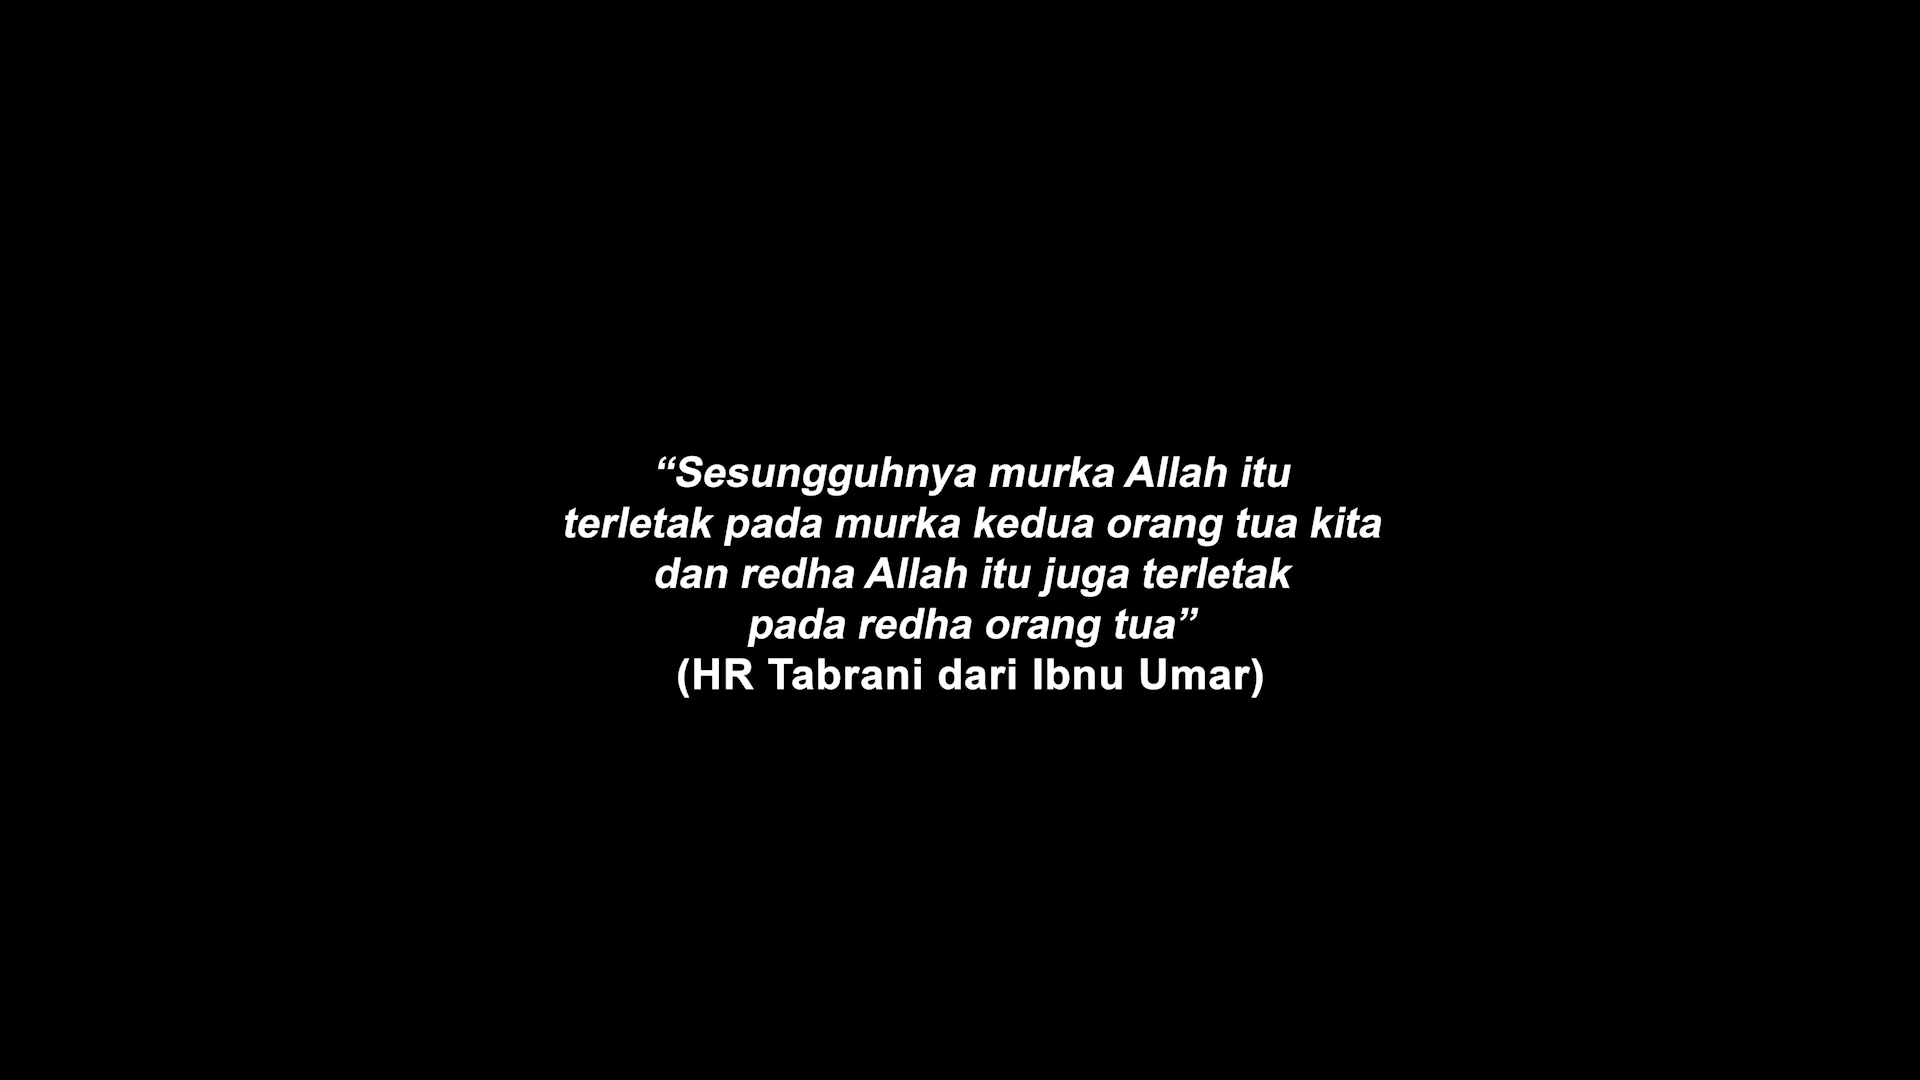 “Sesungguhnya murka Allah itu
terletak pada murka kedua orang tua kita
dan redha Allah itu juga terletak
pada redha orang tua”
(HR Tabrani dari Ibnu Umar)